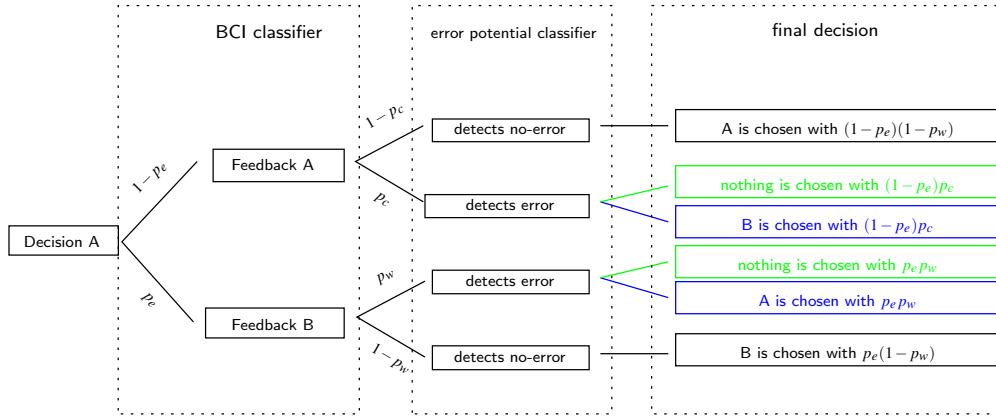 BCI classifier
error potential classifier
final decision
1−p_c
detects no-error
A is chosen with (1−p_e)(1−p_w)
1−p_e
Feedback A
p_c
detects error
nothing is chosen with (1−p_e)p_c
B is chosen with (1−p_e)p_c
Decision A
p_e
Feedback B
p_w
detects error
nothing is chosen with p_e p_w
A is chosen with p_e p_w
1−p_w
detects no-error
B is chosen with p_e(1−p_w)